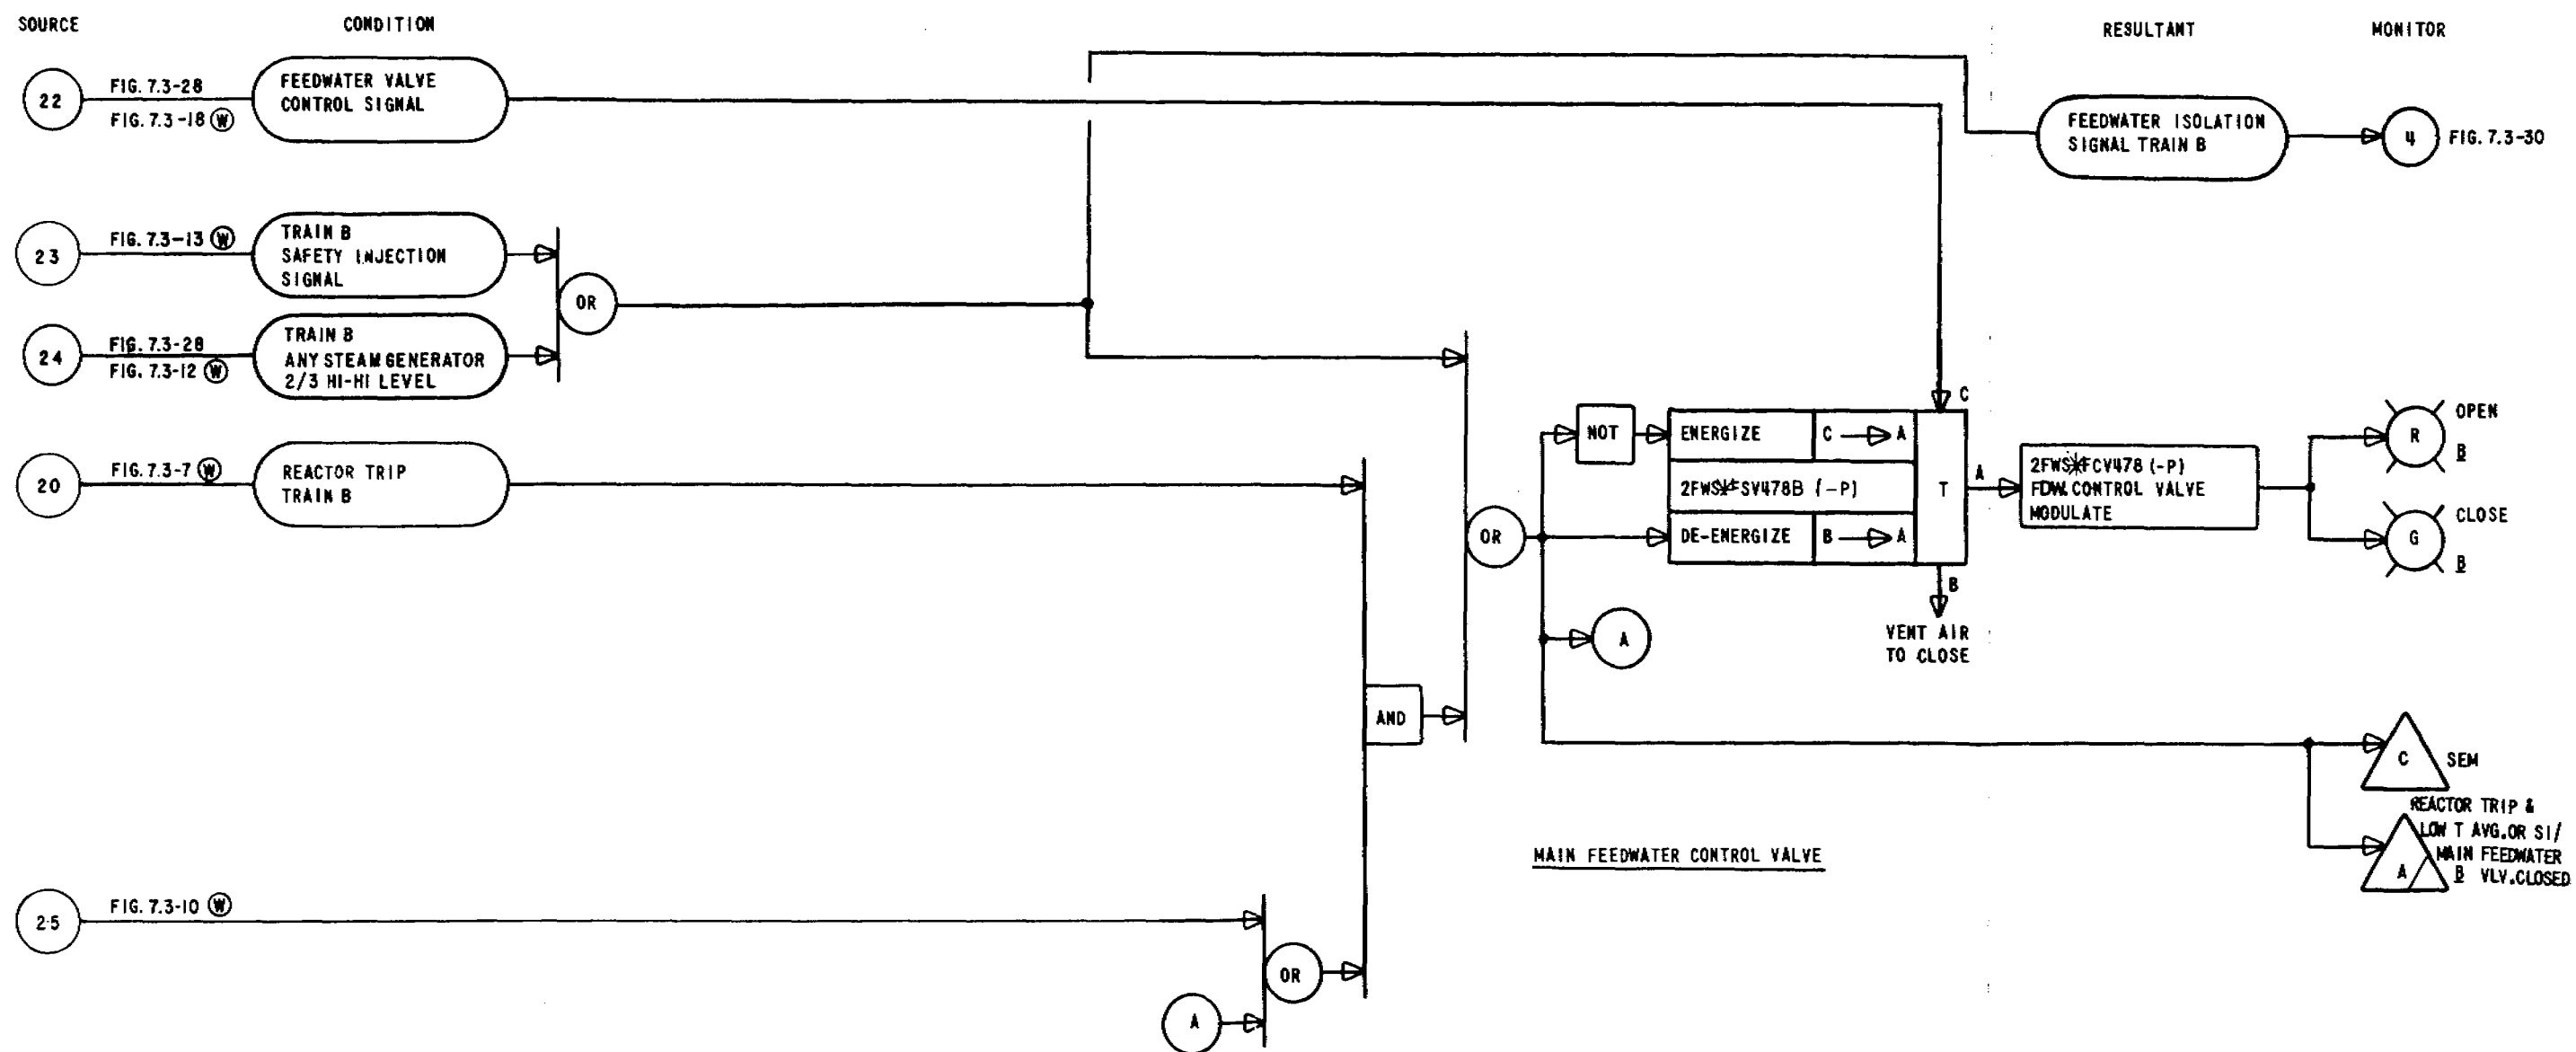 SOURCE CONDITION RESULTANT MONITOR
22
FIG. 7.3-28
FIG. 7.3-18 W
FEEDWATER VALVE
CONTROL SIGNAL
FEEDWATER ISOLATION
SIGNAL TRAIN B
4
FIG. 7.3-30
23
FIG. 7.3-13 W
TRAIN B
SAFETY INJECTION
SIGNAL
OR
24
FIG. 7.3-28
FIG. 7.3-12 W
TRAIN B
ANY STEAM GENERATOR
2/3 HI-HI LEVEL
20
FIG. 7.3-7 W
REACTOR TRIP
TRAIN B
OR
NOT
ENERGIZE
C A
2FWS*FSV478B (-P)
DE-ENERGIZE
B A
T
C
A
B
VENT AIR
TO CLOSE
2FWS*FCV478 (-P)
FDW. CONTROL VALVE
MODULATE
R
OPEN
B
G
CLOSE
B
A
AND
C
SEM
REACTOR TRIP &
LOW T AVG. OR SI/
MAIN FEEDWATER
VLV. CLOSED
A
B
MAIN FEEDWATER CONTROL VALVE
25
FIG. 7.3-10 W
OR
A